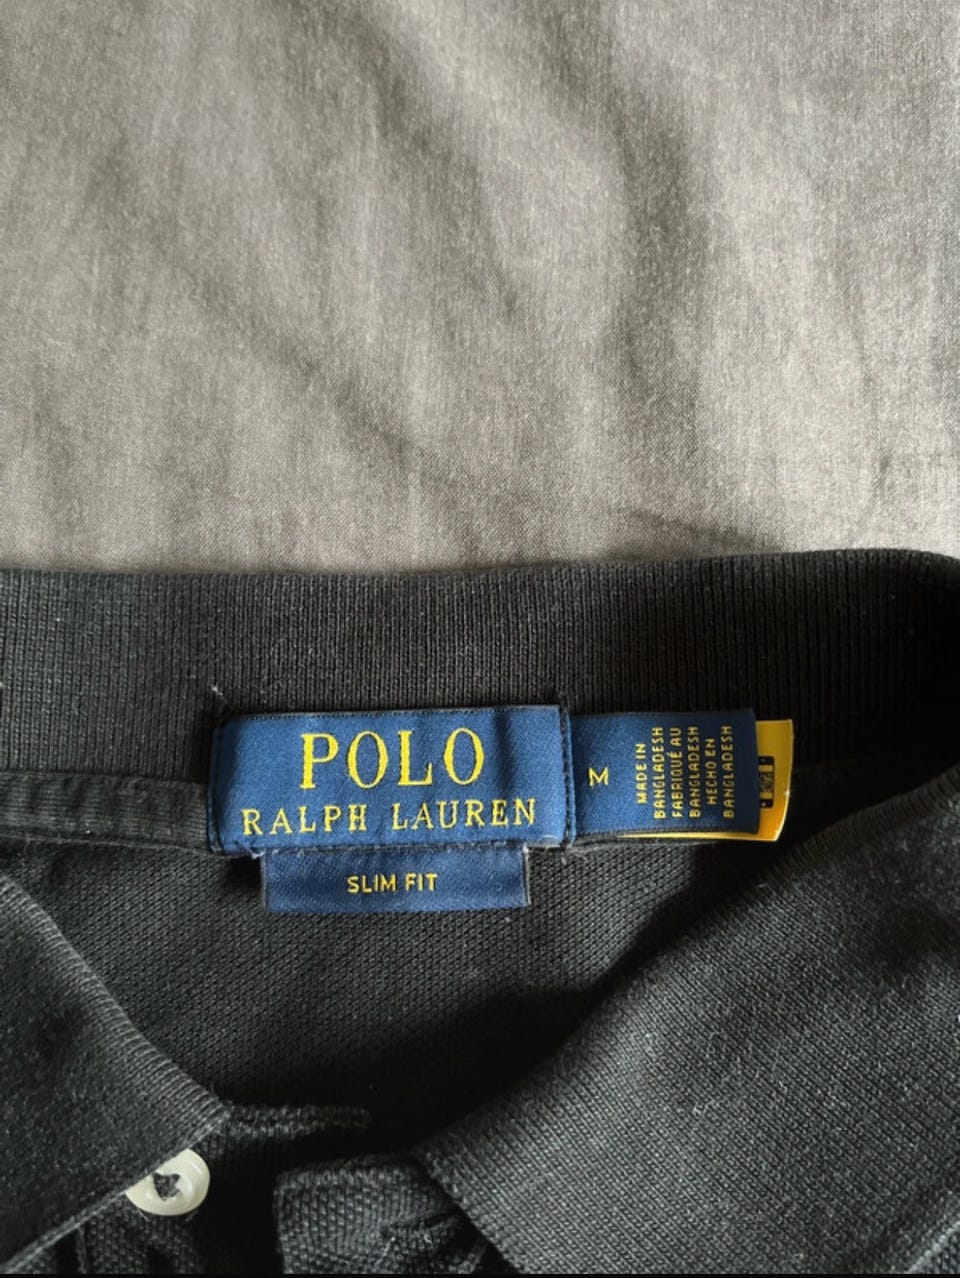 POLO
RALPH LAUREN
SLIM FIT
M
MADE IN
BANGLADESH
FABRIQUÉ AU
BANGLADESH
HECHO EN
BANGLADESH